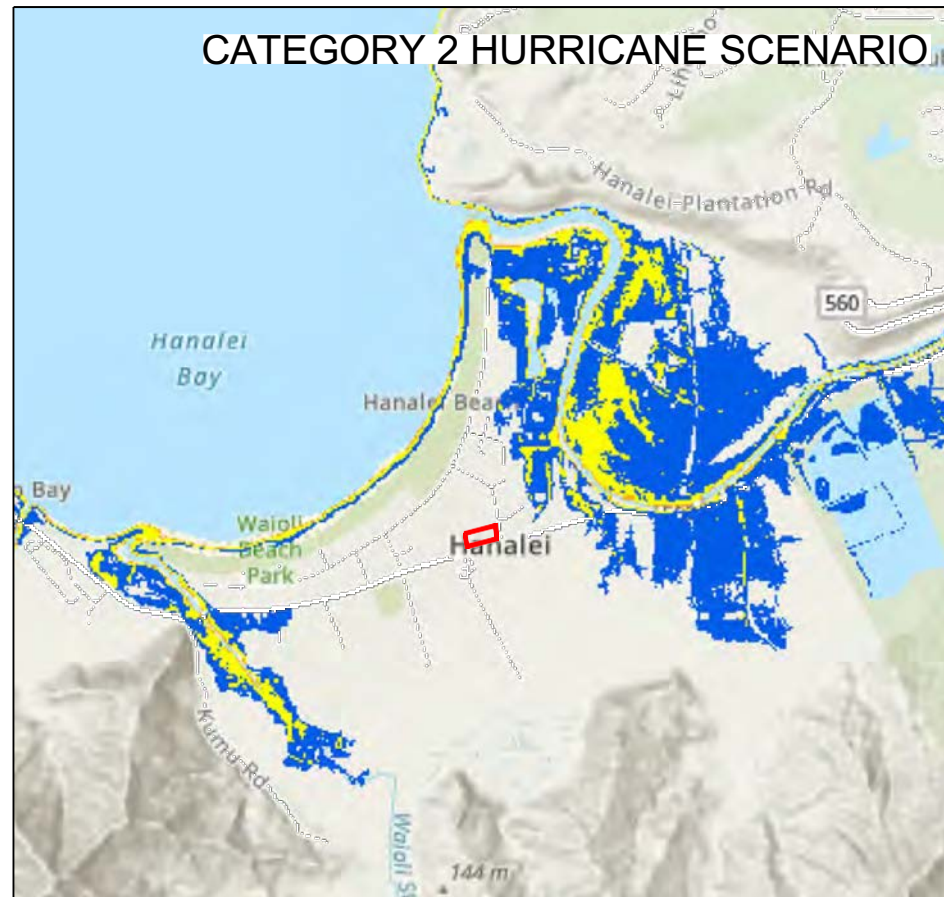 CATEGORY 2 HURRICANE SCENARIO
Hanalei Plantation Rd
560
Hanalei
Bay
Hanalei
Bay
Waioli
Beach
Park
Hanalei
Kumu Rd
Waioli
144 m